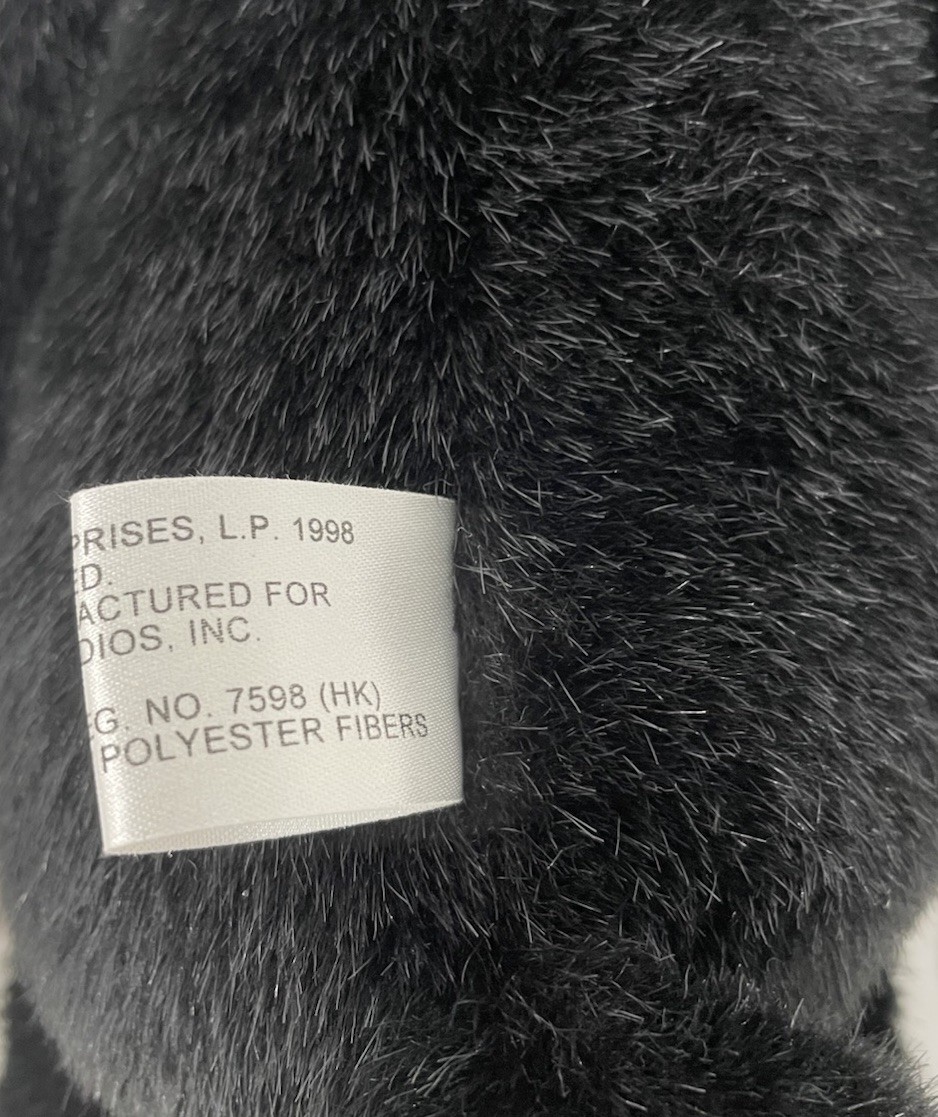 PRISES, L.P. 1998
ED.
ACTURED FOR
DIOS, INC.
EG. NO. 7598 (HK)
POLYESTER FIBERS